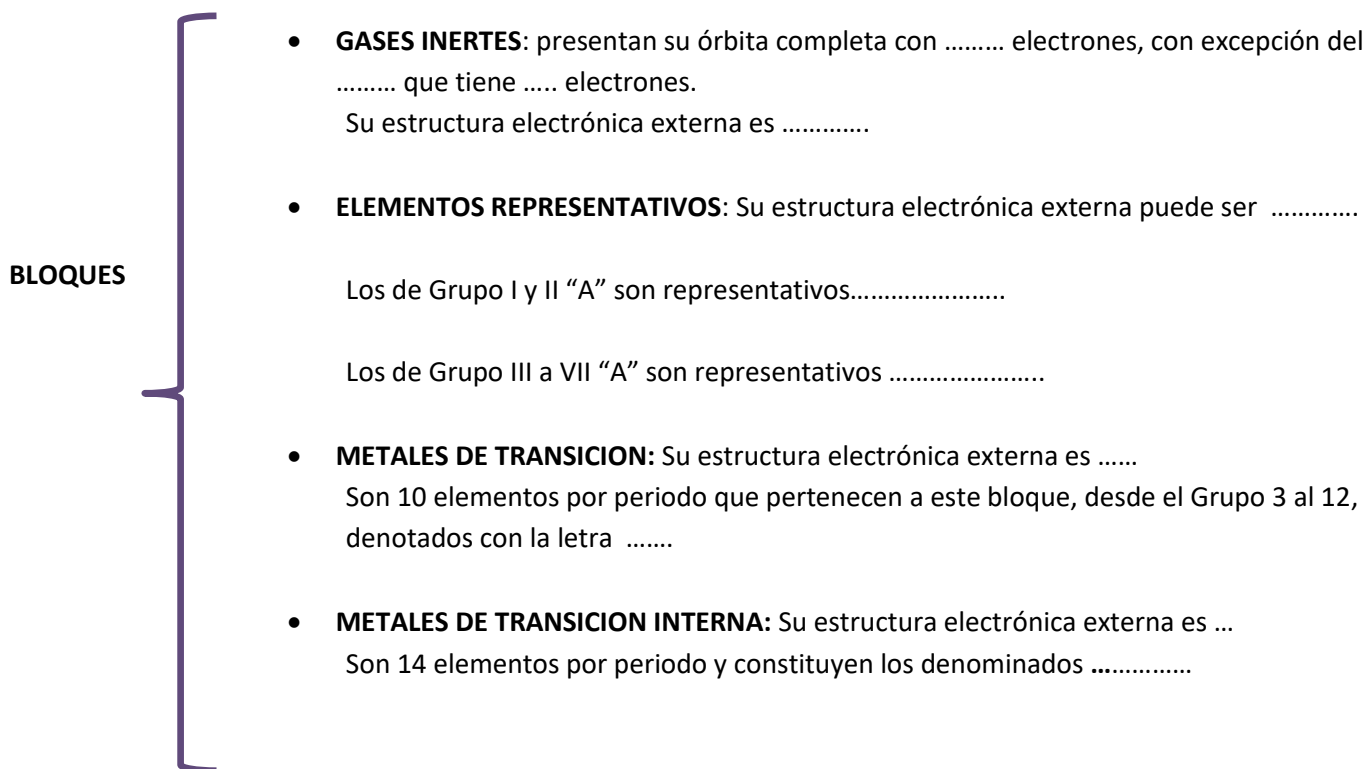 • GASES INERTES: presentan su órbita completa con ……… electrones, con excepción del
……… que tiene ….. electrones.
Su estructura electrónica externa es ………….
• ELEMENTOS REPRESENTATIVOS: Su estructura electrónica externa puede ser ………….
BLOQUES
Los de Grupo I y II “A” son representativos…………………..
Los de Grupo III a VII “A” son representativos …………………..
• METALES DE TRANSICION: Su estructura electrónica externa es ……
Son 10 elementos por periodo que pertenecen a este bloque, desde el Grupo 3 al 12,
denotados con la letra …….
• METALES DE TRANSICION INTERNA: Su estructura electrónica externa es …
Son 14 elementos por periodo y constituyen los denominados ……………